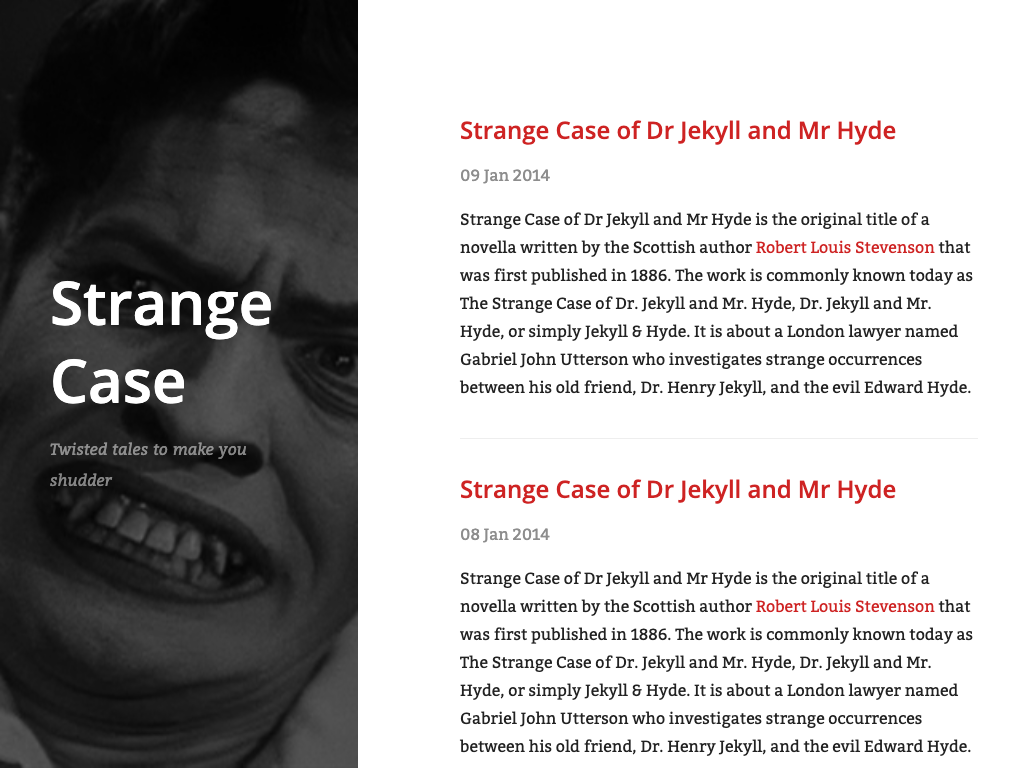 Strange
Case
Twisted tales to make you
shudder
Strange Case of Dr Jekyll and Mr Hyde
09 Jan 2014
Strange Case of Dr Jekyll and Mr Hyde is the original title of a
novella written by the Scottish author Robert Louis Stevenson that
was first published in 1886. The work is commonly known today as
The Strange Case of Dr. Jekyll and Mr. Hyde, Dr. Jekyll and Mr.
Hyde, or simply Jekyll & Hyde. It is about a London lawyer named
Gabriel John Utterson who investigates strange occurrences
between his old friend, Dr. Henry Jekyll, and the evil Edward Hyde.
Strange Case of Dr Jekyll and Mr Hyde
08 Jan 2014
Strange Case of Dr Jekyll and Mr Hyde is the original title of a
novella written by the Scottish author Robert Louis Stevenson that
was first published in 1886. The work is commonly known today as
The Strange Case of Dr. Jekyll and Mr. Hyde, Dr. Jekyll and Mr.
Hyde, or simply Jekyll & Hyde. It is about a London lawyer named
Gabriel John Utterson who investigates strange occurrences
between his old friend, Dr. Henry Jekyll, and the evil Edward Hyde.